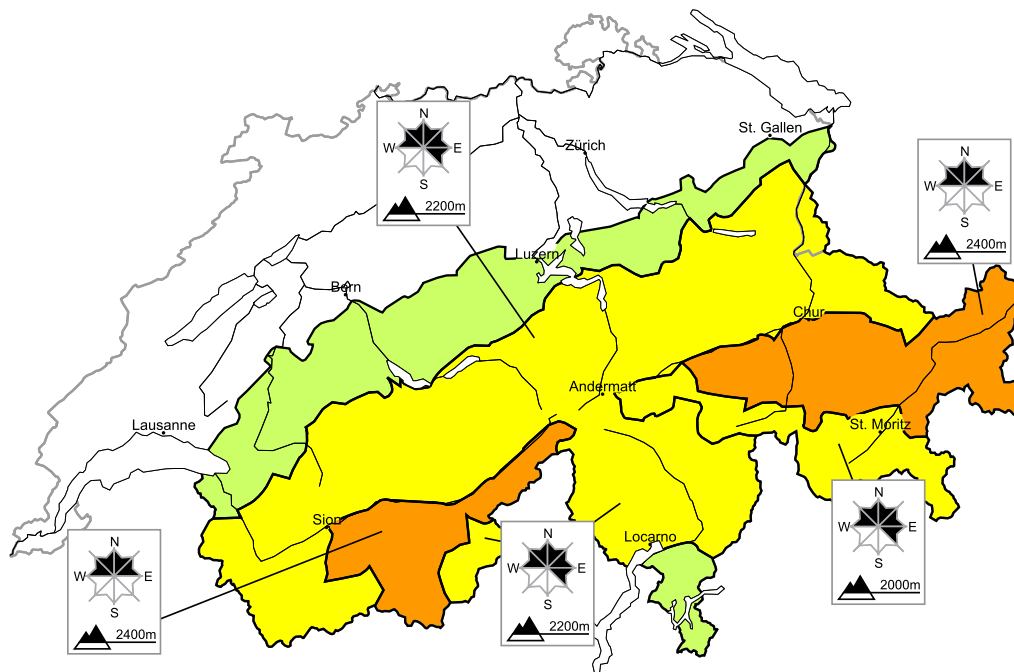 St. Gallen
Zürich
N
W E
S
2200m
N
W E
S
2400m
Luzern
Bern
Chur
Andermatt
Lausanne
St. Moritz
Sion
Locarno
N
W E
S
2000m
N
W E
S
2200m
N
W E
S
2400m